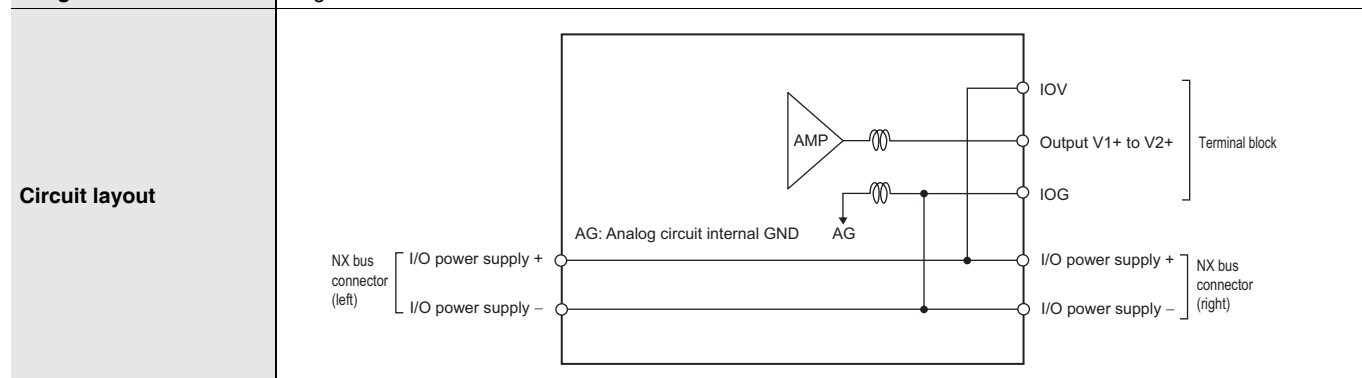 Circuit layout
IOV
AMP
Output V1+ to V2+
Terminal block
IOG
AG: Analog circuit internal GND
AG
NX bus
connector
(left)
I/O power supply +
I/O power supply −
I/O power supply +
I/O power supply −
NX bus
connector
(right)